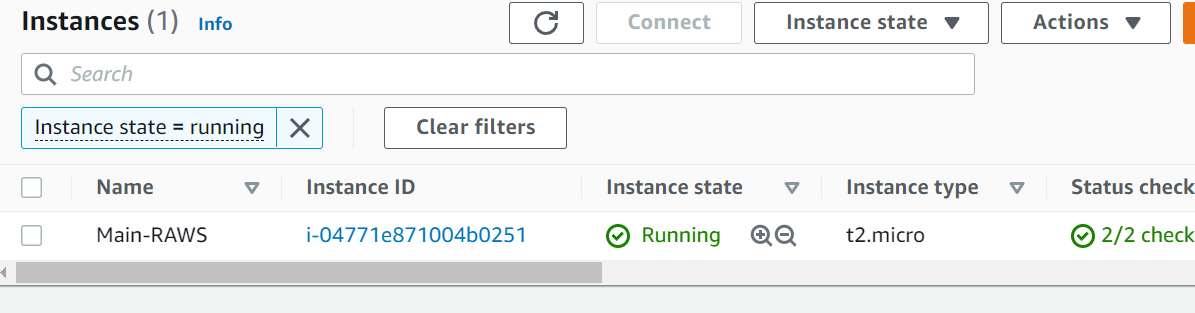 Instances (1) Info Connect Instance state Actions
Search
Instance state = running Clear filters
Name Instance ID Instance state Instance type Status check
Main-RAWS i-04771e871004b0251 Running t2.micro 2/2 check